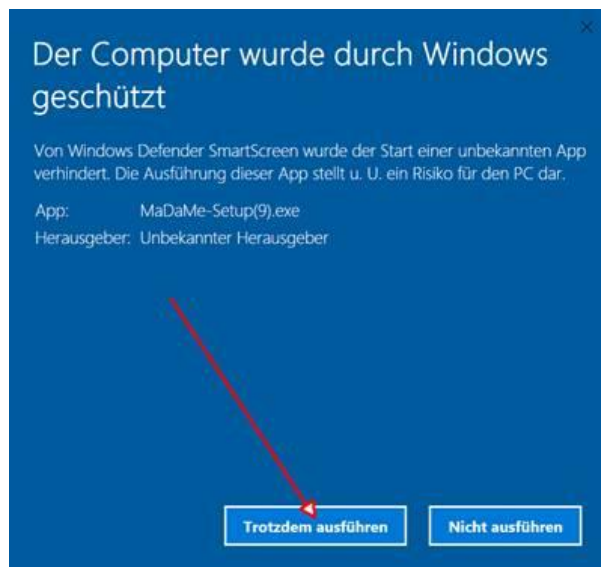 Der Computer wurde durch Windows
geschützt
Von Windows Defender SmartScreen wurde der Start einer unbekannten App
verhindert. Die Ausführung dieser App stellt u. U. ein Risiko für den PC dar.
App: MaDaMe-Setup(9).exe
Herausgeber: Unbekannter Herausgeber
Trotzdem ausführen Nicht ausführen